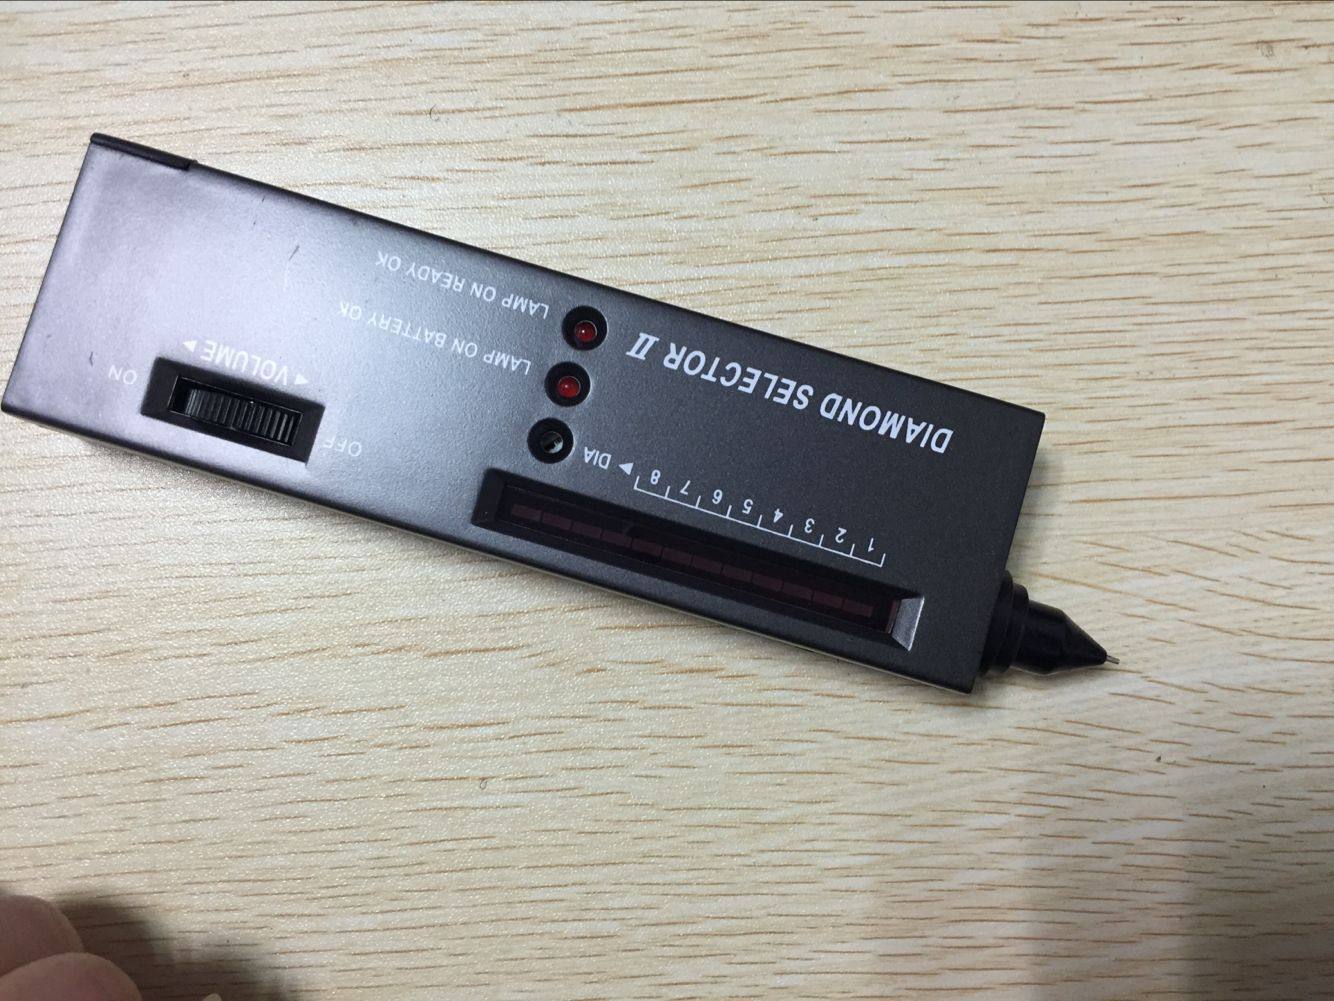 DIAMOND SELECTOR II
1 2 3 4 5 6 7 8
DIA
LAMP ON BATTERY OK
LAMP ON READY OK
OFF
ON
◀ VOLUME ▶